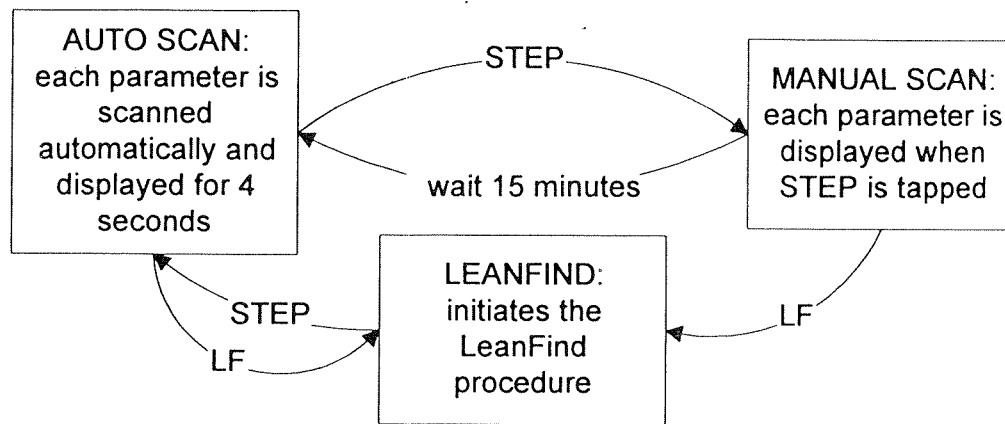 AUTO SCAN:
each parameter is
scanned
automatically and
displayed for 4
seconds
STEP
wait 15 minutes
MANUAL SCAN:
each parameter is
displayed when
STEP is tapped
STEP
LF
LEANFIND:
initiates the
LeanFind
procedure
LF